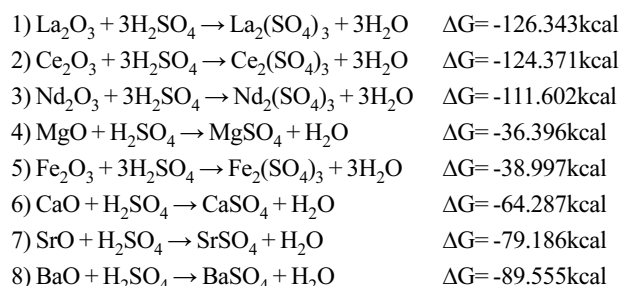 1) La₂O₃ + 3H₂SO₄ → La₂(SO₄)₃ + 3H₂O ΔG= -126.343kcal
2) Ce₂O₃ + 3H₂SO₄ → Ce₂(SO₄)₃ + 3H₂O ΔG= -124.371kcal
3) Nd₂O₃ + 3H₂SO₄ → Nd₂(SO₄)₃ + 3H₂O ΔG= -111.602kcal
4) MgO + H₂SO₄ → MgSO₄ + H₂O ΔG= -36.396kcal
5) Fe₂O₃ + 3H₂SO₄ → Fe₂(SO₄)₃ + 3H₂O ΔG= -38.997kcal
6) CaO + H₂SO₄ → CaSO₄ + H₂O ΔG= -64.287kcal
7) SrO + H₂SO₄ → SrSO₄ + H₂O ΔG= -79.186kcal
8) BaO + H₂SO₄ → BaSO₄ + H₂O ΔG= -89.555kcal